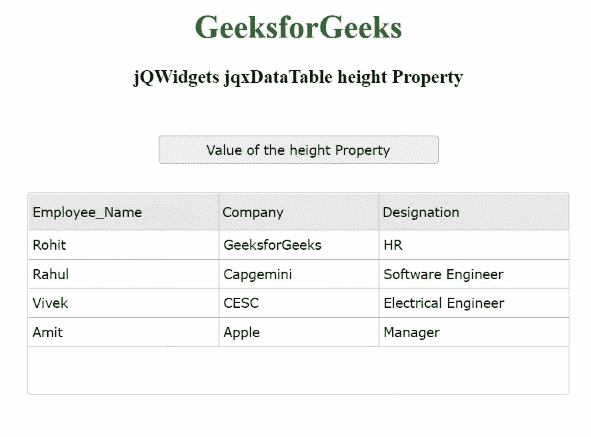 GeeksforGeeks
jQWidgets jqxDataTable height Property
Value of the height Property
Employee_Name Company Designation
Rohit GeeksforGeeks HR
Rahul Capgemini Software Engineer
Vivek CESC Electrical Engineer
Amit Apple Manager